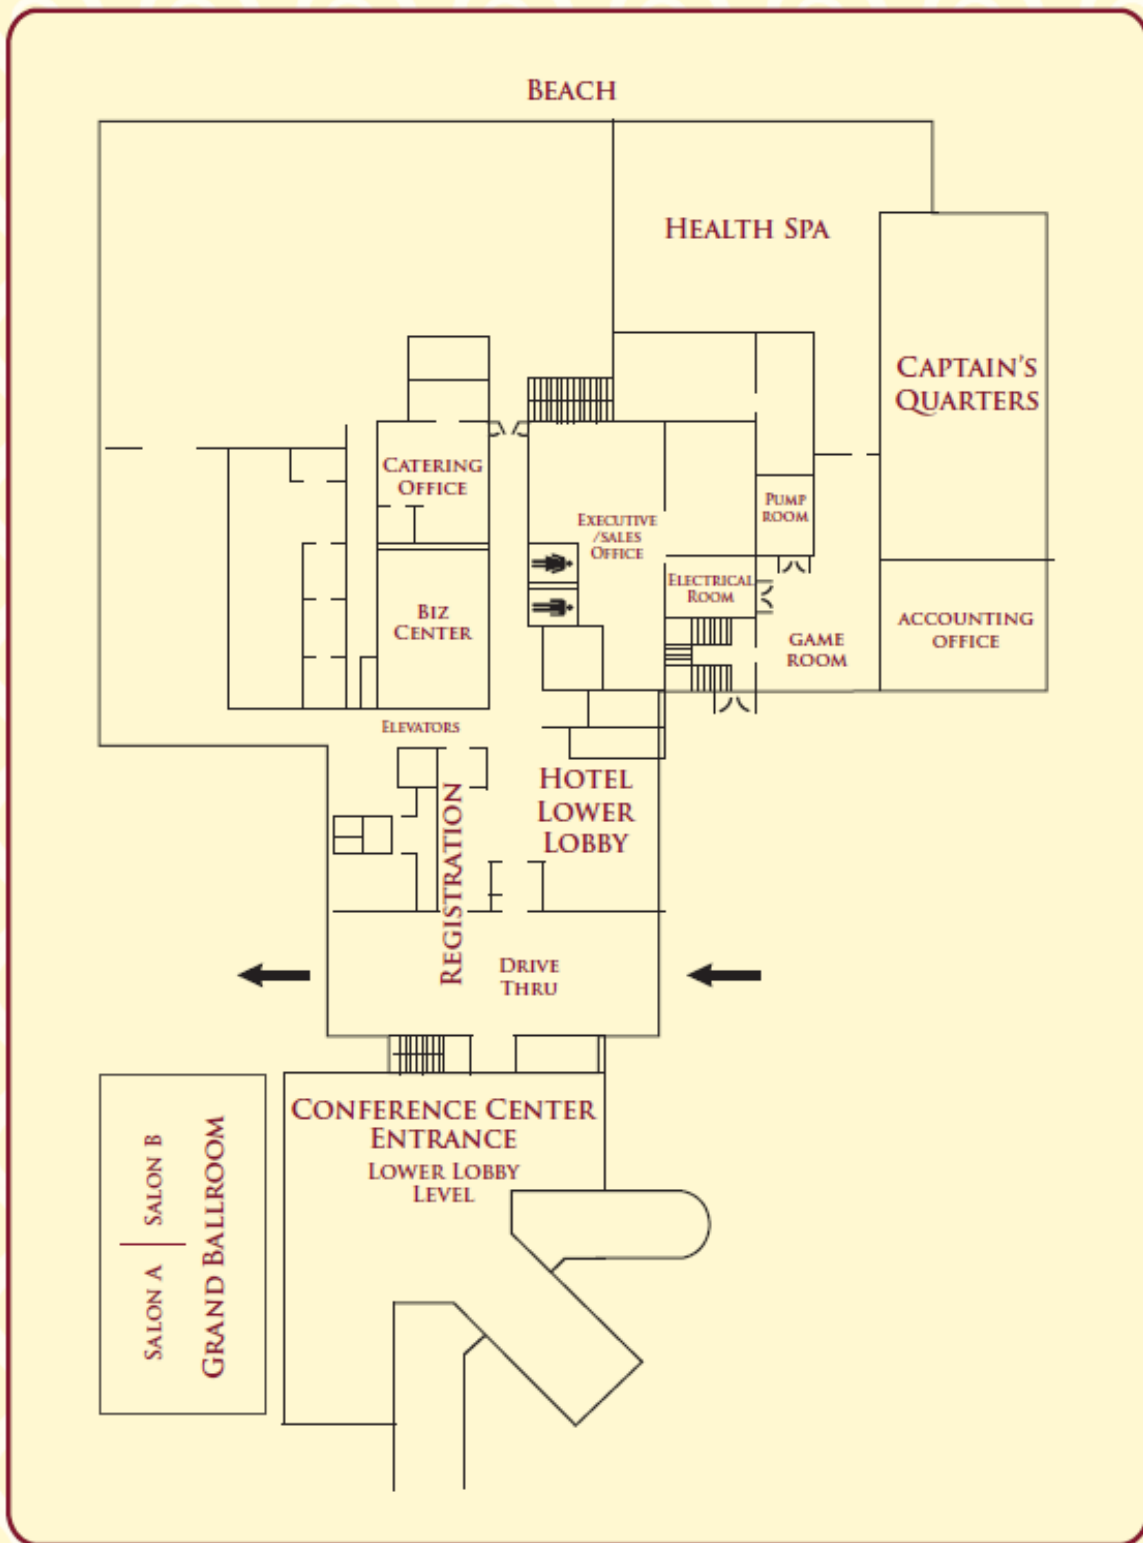 BEACH
HEALTH SPA
CAPTAIN'S
QUARTERS
CATERING
OFFICE
EXECUTIVE
/SALES
OFFICE
PUMP
ROOM
ELECTRICAL
ROOM
BIZ
CENTER
GAME
ROOM
ACCOUNTING
OFFICE
ELEVATORS
HOTEL
LOWER
LOBBY
REGISTRATION
DRIVE
THRU
CONFERENCE CENTER
ENTRANCE
LOWER LOBBY
LEVEL
SALON A
SALON B
GRAND BALLROOM